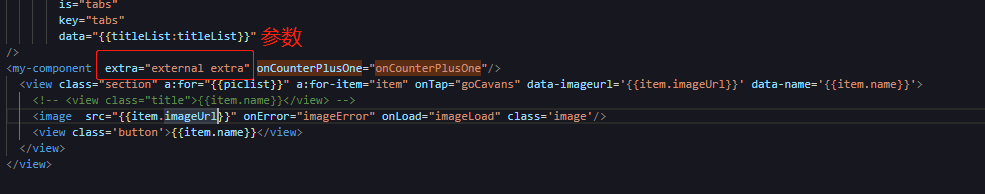 is="tabs"
key="tabs"
data="{{titleList:titleList}}" 参数
/>
<my-component extra="external extra" onCounterPlusOne="onCounterPlusOne"/>
<view class="section" a:for="{{piclist}}" a:for-item="item" onTap="goCavans" data-imageurl='{{item.imageUrl}}' data-name='{{item.name}}'>
<!-- <view class="title">{{item.name}}</view> -->
<image src="{{item.imageUrl}}" onError="imageError" onLoad="imageLoad" class='image'/>
<view class='button'>{{item.name}}</view>
</view>
</view>